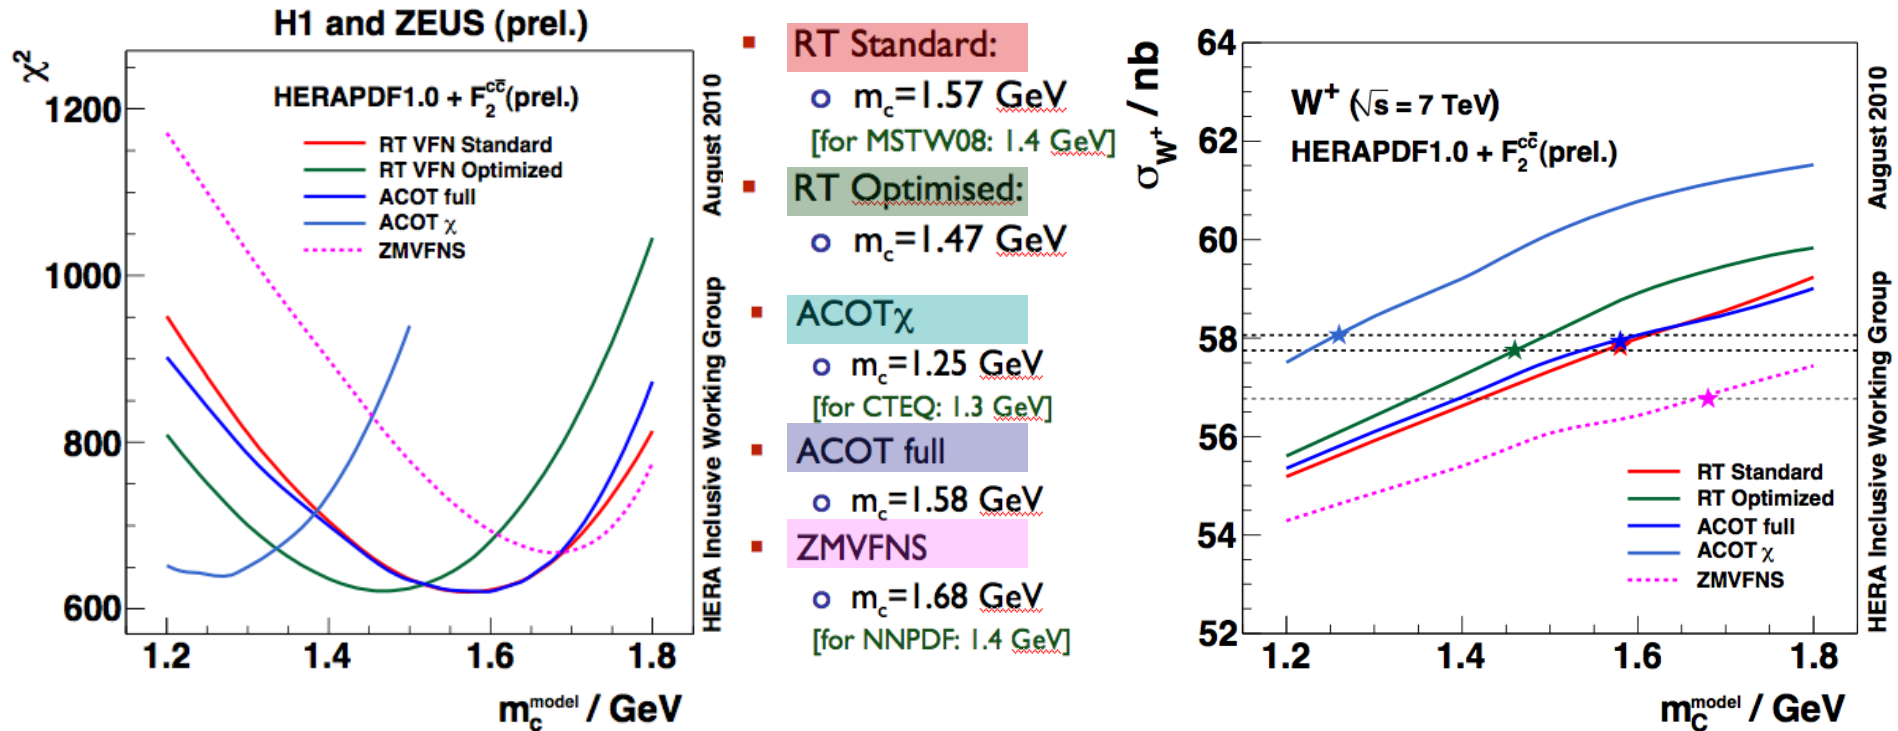 H1 and ZEUS (prel.)
χ²
HERAPDF1.0 + F₂^cc̄(prel.)
RT VFN Standard
RT VFN Optimized
ACOT full
ACOT χ
ZMVFNS
1200
1000
800
600
1.2 1.4 1.6 1.8
m_c^model / GeV
August 2010
HERA Inclusive Working Group
▪ RT Standard:
o m_c=1.57 GeV
[for MSTW08: 1.4 GeV]
▪ RT Optimised:
o m_c=1.47 GeV
▪ ACOTχ
o m_c=1.25 GeV
[for CTEQ: 1.3 GeV]
▪ ACOT full
o m_c=1.58 GeV
▪ ZMVFNS
o m_c=1.68 GeV
[for NNPDF: 1.4 GeV]
σ_W⁺ / nb
W⁺ (√s = 7 TeV)
HERAPDF1.0 + F₂^cc̄(prel.)
64
62
60
58
56
54
52
RT Standard
RT Optimized
ACOT full
ACOT χ
ZMVFNS
1.2 1.4 1.6 1.8
m_C^model / GeV
August 2010
HERA Inclusive Working Group